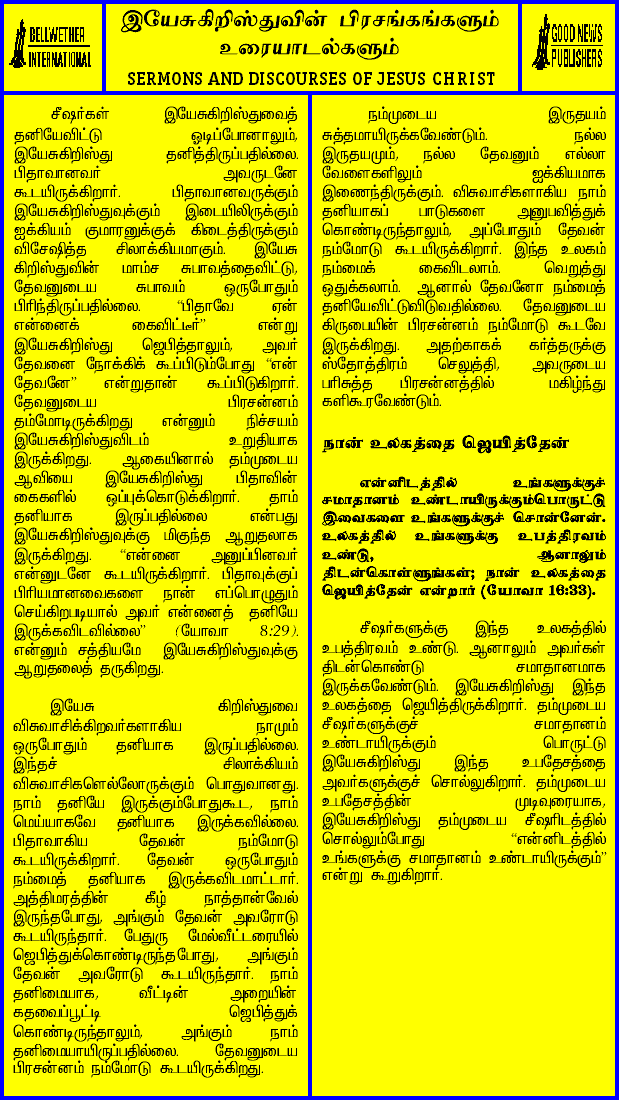 BELLWETHER
INTERNATIONAL
இயேசுகிறிஸ்துவின் பிரசங்கங்களும்
உரையாடல்களும்
SERMONS AND DISCOURSES OF JESUS CHRIST
GOOD NEWS
PUBLISHERS
சீஷர்கள் இயேசுகிறிஸ்துவைத்
தனியேவிட்டு ஓடிப்போனாலும்,
இயேசுகிறிஸ்து தனித்திருப்பதில்லை.
பிதாவானவர் அவருடனே
கூடயிருக்கிறார். பிதாவானவருக்கும்
இயேசுகிறிஸ்துவுக்கும் இடையிலிருக்கும்
ஐக்கியம் குமாரனுக்குக் கிடைத்திருக்கும்
விசேஷித்த சிலாக்கியமாகும். இயேசு
கிறிஸ்துவின் மாம்ச சுபாவத்தைவிட்டு,
தேவனுடைய சுபாவம் ஒருபோதும்
பிரிந்திருப்பதில்லை. “பிதாவே ஏன்
என்னைக் கைவிட்டீர்” என்று
இயேசுகிறிஸ்து ஜெபித்தாலும், அவர்
தேவனை நோக்கிக் கூப்பிடும்போது “என்
தேவனே” என்றுதான் கூப்பிடுகிறார்.
தேவனுடைய பிரசன்னம்
தம்மோடிருக்கிறது என்னும் நிச்சயம்
இயேசுகிறிஸ்துவிடம் உறுதியாக
இருக்கிறது. ஆகையினால் தம்முடைய
ஆவியை இயேசுகிறிஸ்து பிதாவின்
கைகளில் ஒப்புக்கொடுக்கிறார். தாம்
தனியாக இருப்பதில்லை என்பது
இயேசுகிறிஸ்துவுக்கு மிகுந்த ஆறுதலாக
இருக்கிறது. “என்னை அனுப்பினவர்
என்னுடனே கூடயிருக்கிறார். பிதாவுக்குப்
பிரியமானவைகளை நான் எப்பொழுதும்
செய்கிறபடியால் அவர் என்னைத் தனியே
இருக்கவிடவில்லை” (யோவா 8:29).
என்னும் சத்தியமே இயேசுகிறிஸ்துவுக்கு
ஆறுதலைத் தருகிறது.
இயேசு கிறிஸ்துவை
விசுவாசிக்கிறவர்களாகிய நாமும்
ஒருபோதும் தனியாக இருப்பதில்லை.
இந்தச் சிலாக்கியம்
விசுவாசிகளெல்லோருக்கும் பொதுவானது.
நாம் தனியே இருக்கும்போதுகூட, நாம்
மெய்யாகவே தனியாக இருக்கவில்லை.
பிதாவாகிய தேவன் நம்மோடு
கூடயிருக்கிறார். தேவன் ஒருபோதும்
நம்மைத் தனியாக இருக்கவிடமாட்டார்.
அத்திமரத்தின் கீழ் நாத்தான்வேல்
இருந்தபோது, அங்கும் தேவன் அவரோடு
கூடயிருந்தார். பேதுரு மேல்வீட்டறையில்
ஜெபித்துக்கொண்டிருந்தபோது, அங்கும்
தேவன் அவரோடு கூடயிருந்தார். நாம்
தனிமையாக, வீட்டின் அறையின்
கதவைப்பூட்டி ஜெபித்துக்
கொண்டிருந்தாலும், அங்கும் நாம்
தனிமையாயிருப்பதில்லை. தேவனுடைய
பிரசன்னம் நம்மோடு கூடயிருக்கிறது.
நம்முடைய இருதயம்
சுத்தமாயிருக்கவேண்டும். நல்ல
இருதயமும், நல்ல தேவனும் எல்லா
வேளைகளிலும் ஐக்கியமாக
இணைந்திருக்கும். விசுவாசிகளாகிய நாம்
தனியாகப் பாடுகளை அனுபவித்துக்
கொண்டிருந்தாலும், அப்போதும் தேவன்
நம்மோடு கூடயிருக்கிறார். இந்த உலகம்
நம்மைக் கைவிடலாம். வெறுத்து
ஒதுக்கலாம். ஆனால் தேவனோ நம்மைத்
தனியேவிட்டுவிடுவதில்லை. தேவனுடைய
கிருபையின் பிரசன்னம் நம்மோடு கூடவே
இருக்கிறது. அதற்காகக் கர்த்தருக்கு
ஸ்தோத்திரம் செலுத்தி, அவருடைய
பரிசுத்த பிரசன்னத்தில் மகிழ்ந்து
களிகூரவேண்டும்.
நான் உலகத்தை ஜெயித்தேன்
என்னிடத்தில் உங்களுக்குச்
சமாதானம் உண்டாயிருக்கும்பொருட்டு
இவைகளை உங்களுக்குச் சொன்னேன்.
உலகத்தில் உங்களுக்கு உபத்திரவம்
உண்டு, ஆனாலும்
திடன்கொள்ளுங்கள்; நான் உலகத்தை
ஜெயித்தேன் என்றார் (யோவா 16:33).
சீஷர்களுக்கு இந்த உலகத்தில்
உபத்திரவம் உண்டு. ஆனாலும் அவர்கள்
திடன்கொண்டு சமாதானமாக
இருக்கவேண்டும். இயேசுகிறிஸ்து இந்த
உலகத்தை ஜெயித்திருக்கிறார். தம்முடைய
சீஷர்களுக்குச் சமாதானம்
உண்டாயிருக்கும் பொருட்டு
இயேசுகிறிஸ்து இந்த உபதேசத்தை
அவர்களுக்குச் சொல்லுகிறார். தம்முடைய
உபதேசத்தின் முடிவுரையாக,
இயேசுகிறிஸ்து தம்முடைய சீஷரிடத்தில்
சொல்லும்போது “என்னிடத்தில்
உங்களுக்கு சமாதானம் உண்டாயிருக்கும்”
என்று கூறுகிறார்.